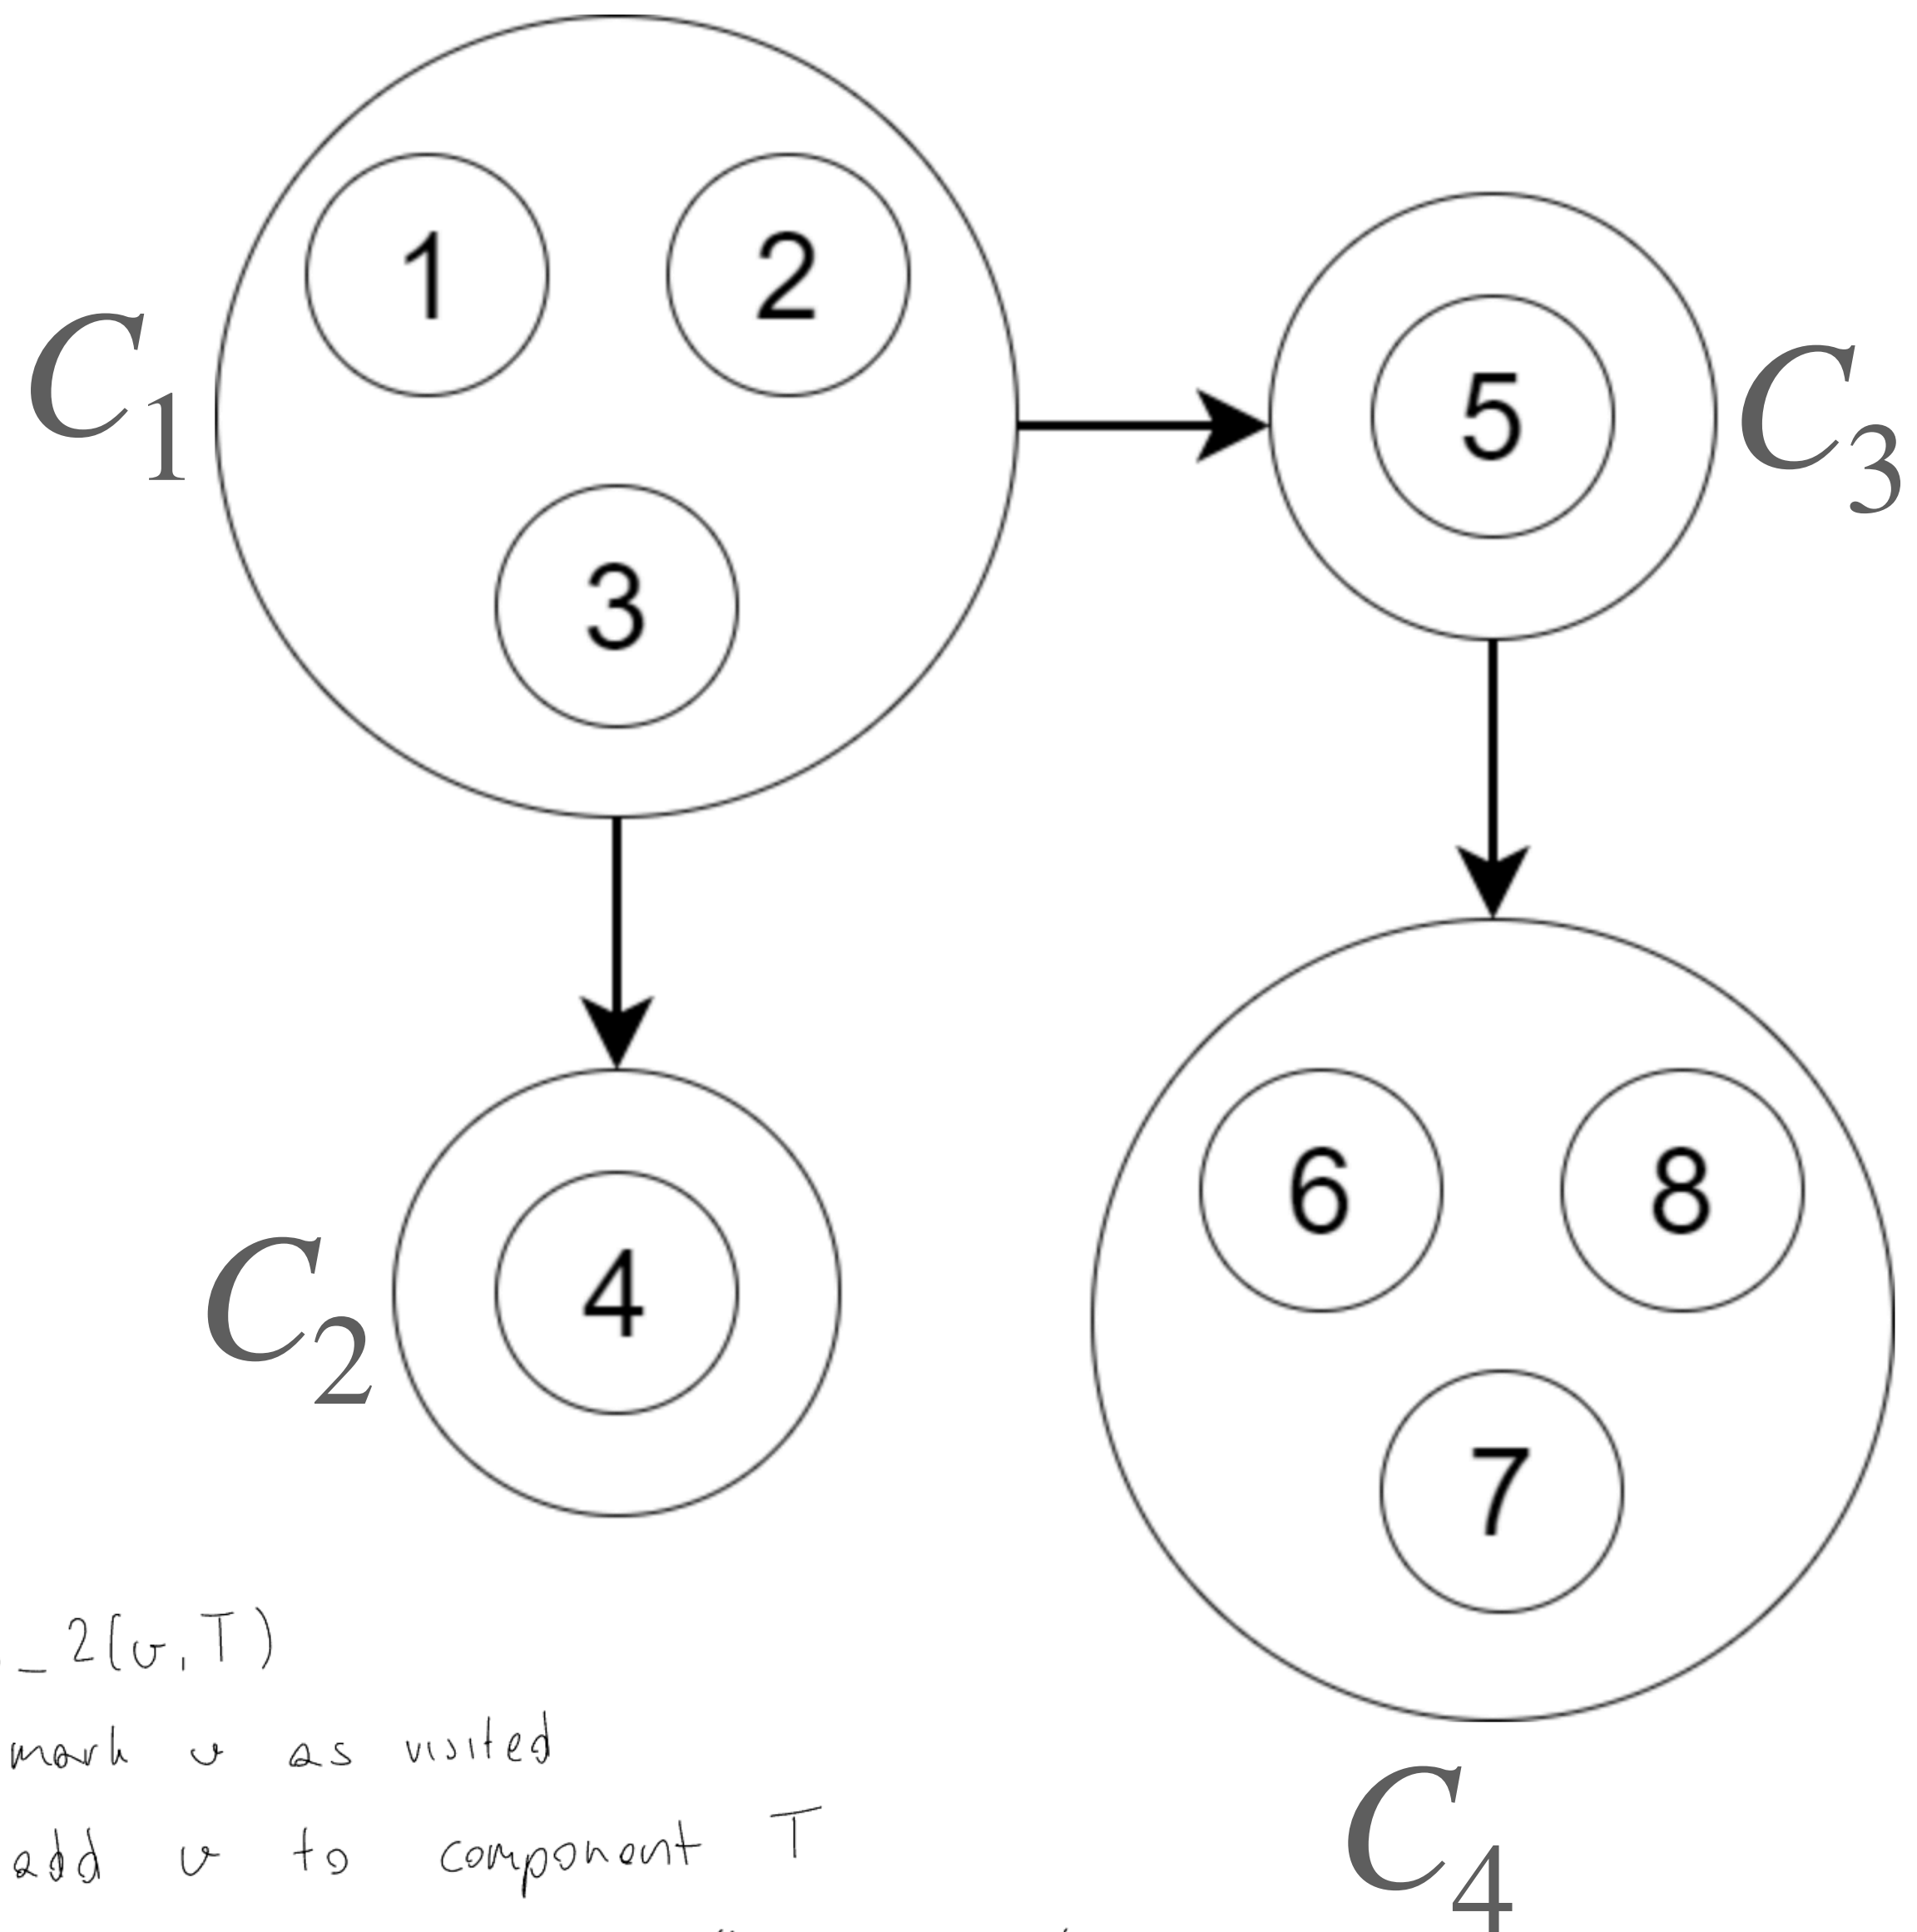 1 2
C1
5 C3
3
C2
4
6 8
7
_2(v,T)
mark v as visited
add v to component T
C4